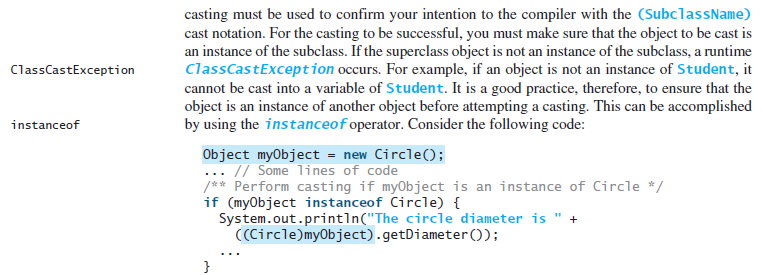 casting must be used to confirm your intention to the compiler with the (SubclassName)
cast notation. For the casting to be successful, you must make sure that the object to be cast is
an instance of the subclass. If the superclass object is not an instance of the subclass, a runtime
ClassCastException
ClassCastException occurs. For example, if an object is not an instance of Student, it
cannot be cast into a variable of Student. It is a good practice, therefore, to ensure that the
object is an instance of another object before attempting a casting. This can be accomplished
instanceof
by using the instanceof operator. Consider the following code:
Object myObject = new Circle();
... // Some lines of code
/** Perform casting if myObject is an instance of Circle */
if (myObject instanceof Circle) {
System.out.println("The circle diameter is " +
((Circle)myObject).getDiameter());
...
}